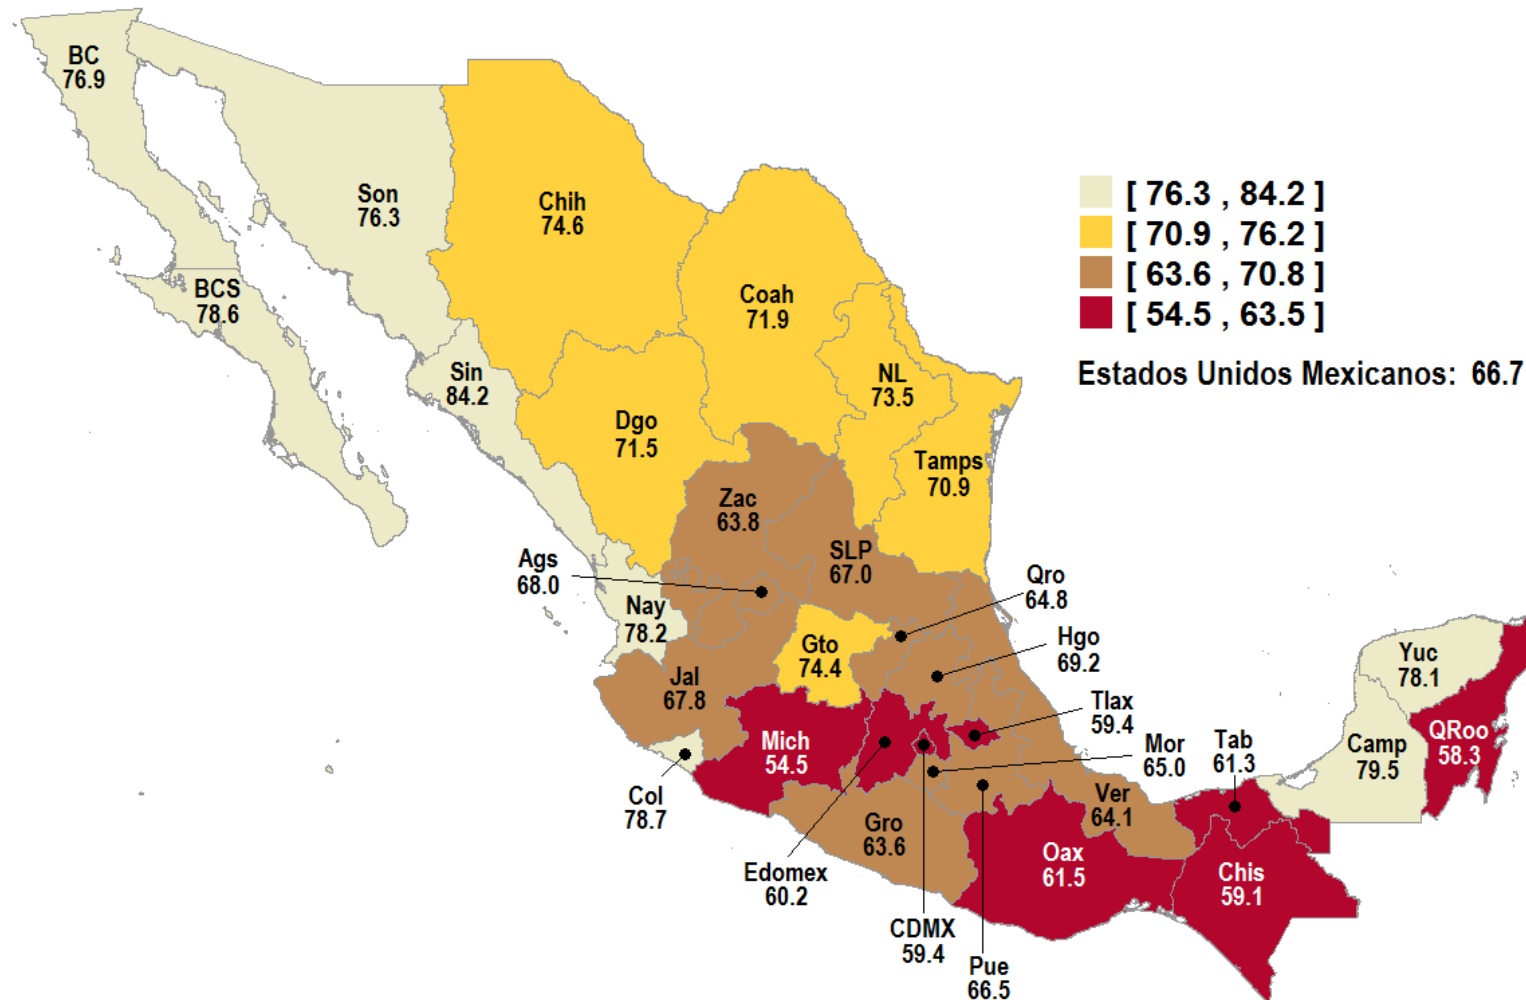 BC
76.9
Son
76.3
Chih
74.6
[ 76.3 , 84.2 ]
[ 70.9 , 76.2 ]
[ 63.6 , 70.8 ]
[ 54.5 , 63.5 ]
Estados Unidos Mexicanos: 66.7
BCS
78.6
Coah
71.9
Sin
84.2
NL
73.5
Dgo
71.5
Tamps
70.9
Zac
63.8
SLP
67.0
Ags
68.0
Qro
64.8
Nay
78.2
Gto
74.4
Hgo
69.2
Yuc
78.1
Jal
67.8
Tlax
59.4
Mich
54.5
Mor
65.0
Tab
61.3
Camp
79.5
QRoo
58.3
Col
78.7
Ver
64.1
Gro
63.6
Oax
61.5
Edomex
60.2
Chis
59.1
CDMX
59.4
Pue
66.5